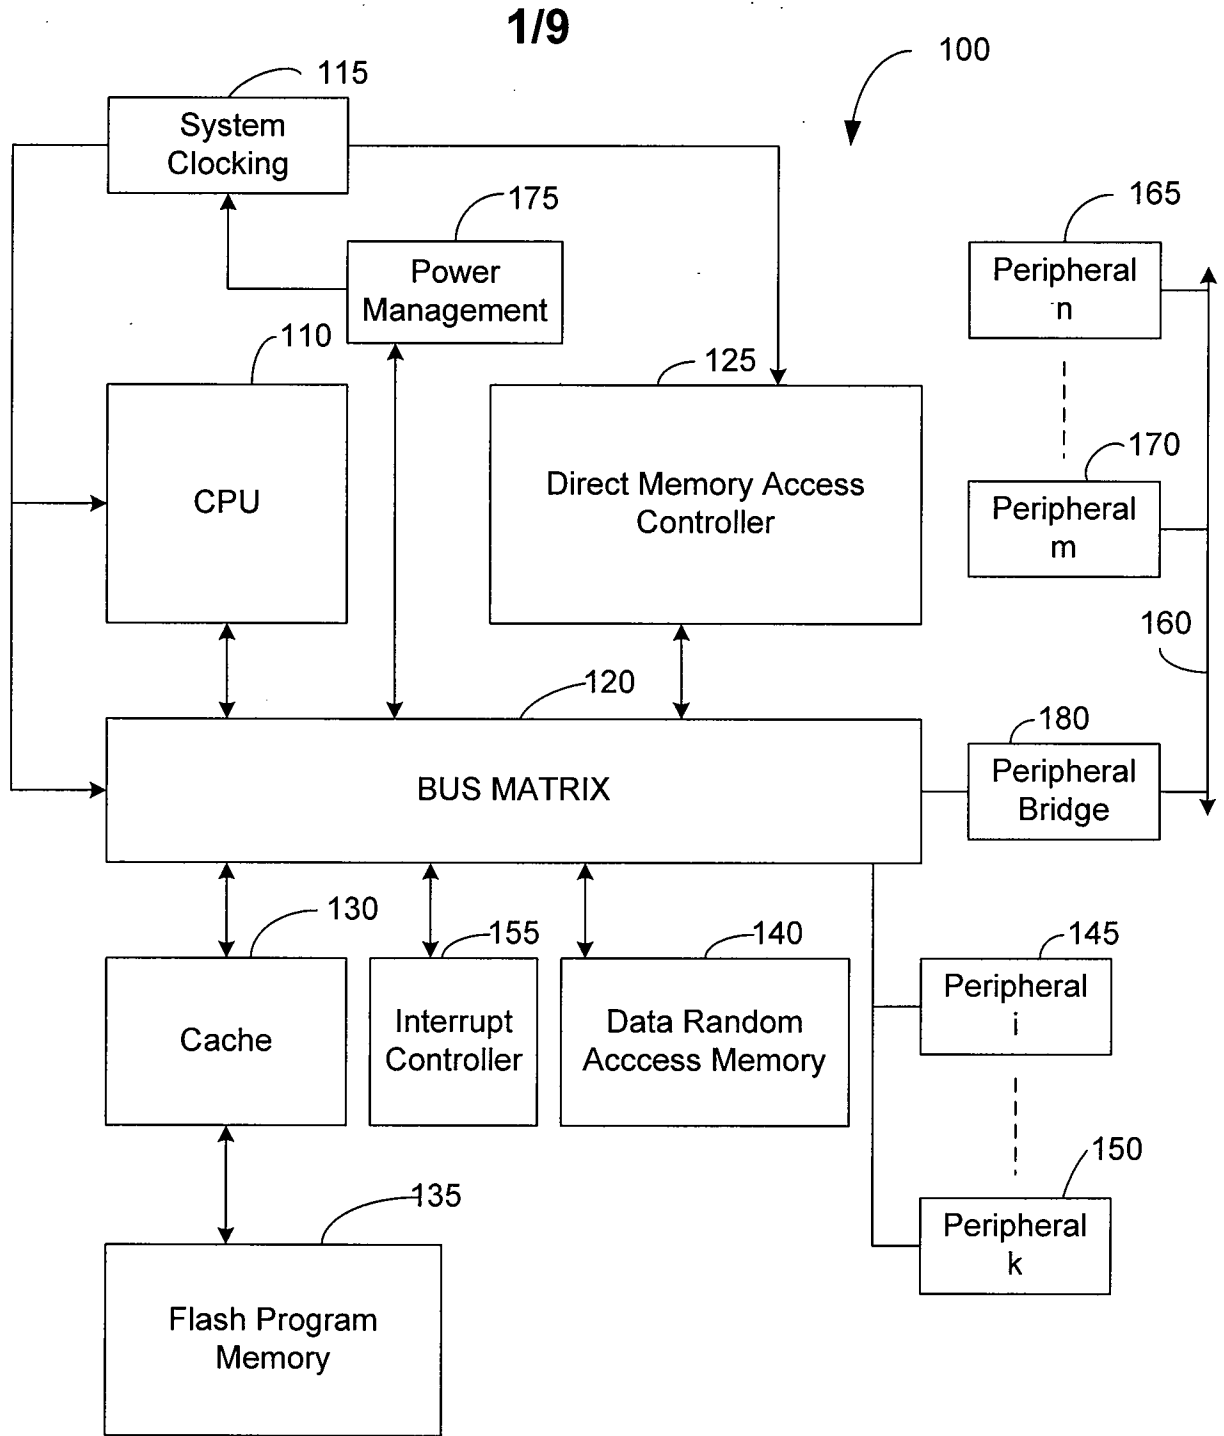 1/9
100
115
System
Clocking
175
Power
Management
165
Peripheral
n
110
CPU
125
Direct Memory Access
Controller
170
Peripheral
m
160
120
BUS MATRIX
180
Peripheral
Bridge
130
Cache
155
Interrupt
Controller
140
Data Random
Acccess Memory
145
Peripheral
i
150
Peripheral
k
135
Flash Program
Memory